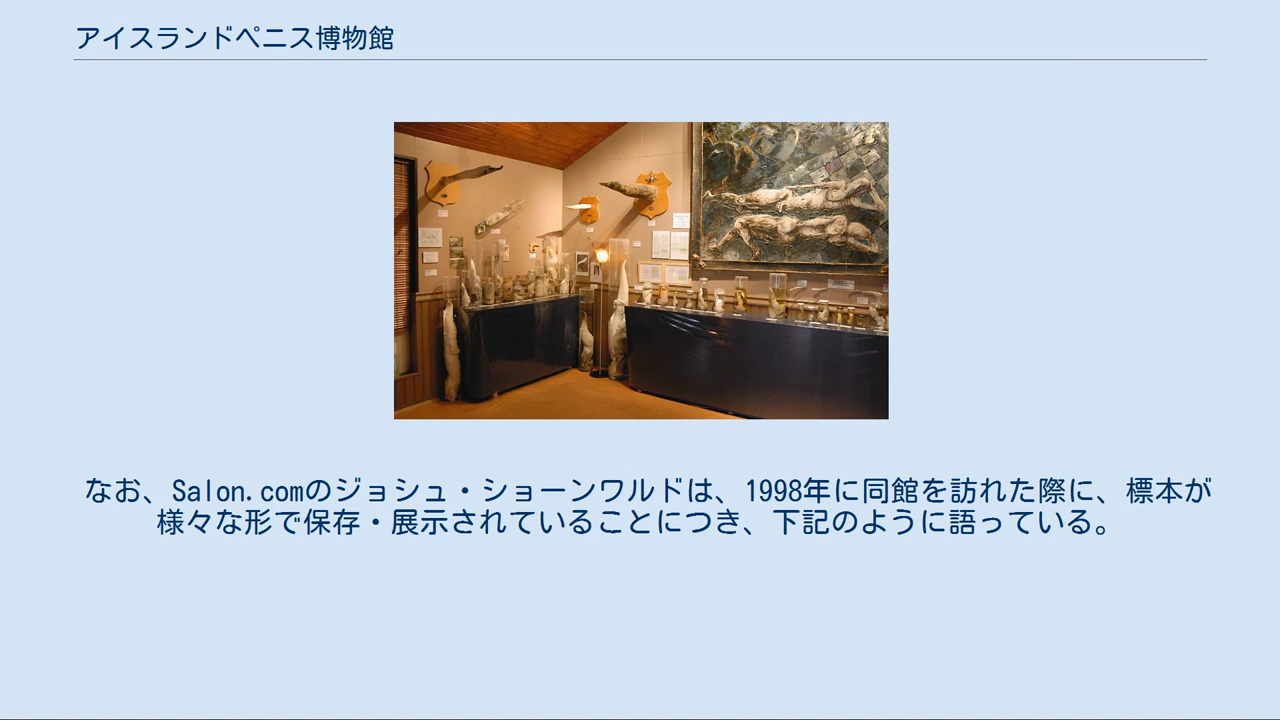 アイスランドペニス博物館
なお、Salon.comのジョシュ・ショーンワルドは、1998年に同館を訪れた際に、標本が
様々な形で保存・展示されていることにつき、下記のように語っている。